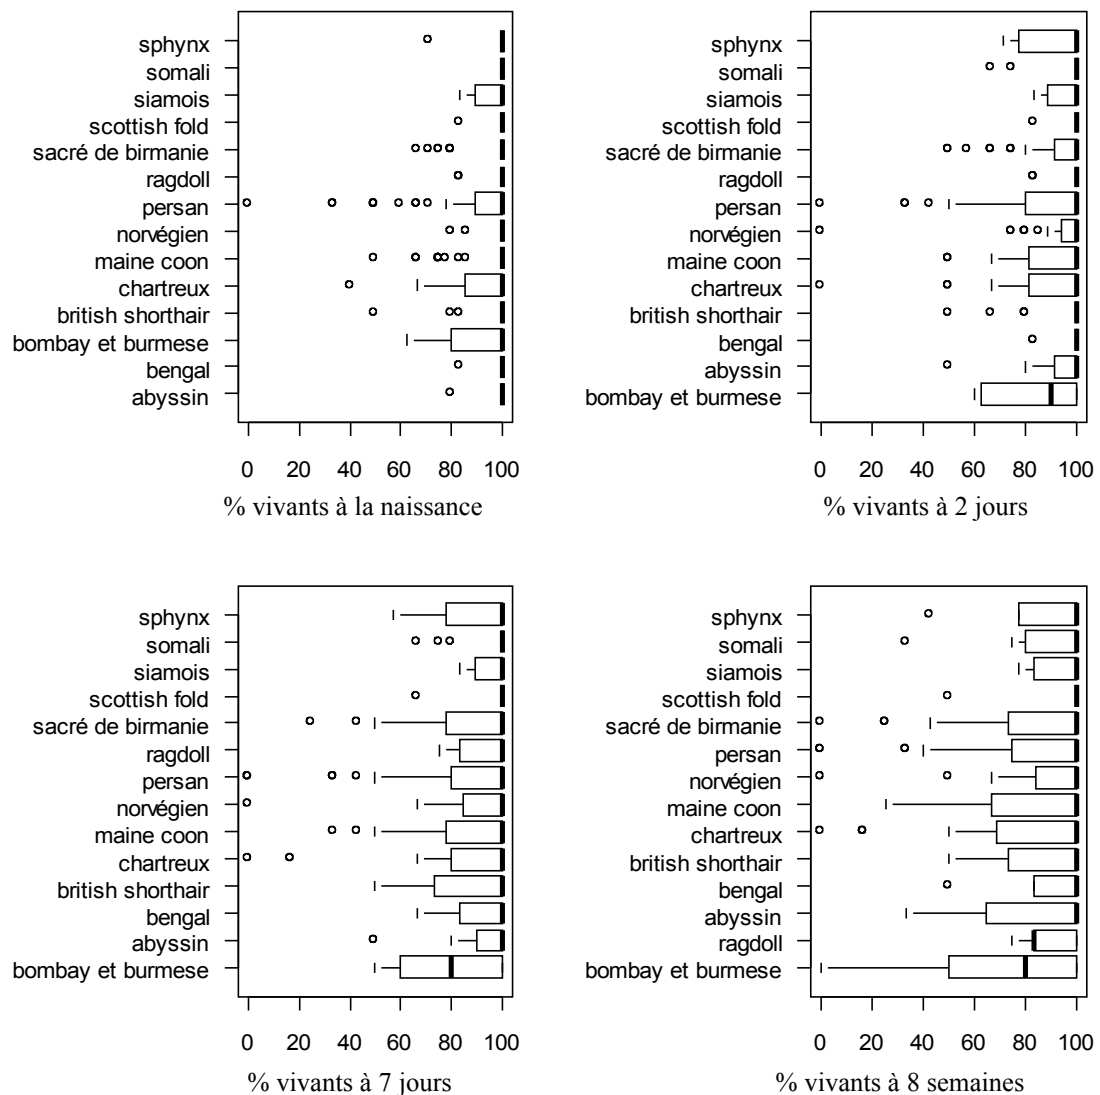 sphynx
somali
siamois
scottish fold
sacré de birmanie
ragdoll
persan
norvégien
maine coon
chartreux
british shorthair
bombay et burmese
bengal
abyssin
0 20 40 60 80 100
% vivants à la naissance
sphynx
somali
siamois
scottish fold
sacré de birmanie
ragdoll
persan
norvégien
maine coon
chartreux
british shorthair
bengal
abyssin
bombay et burmese
0 20 40 60 80 100
% vivants à 2 jours
sphynx
somali
siamois
scottish fold
sacré de birmanie
ragdoll
persan
norvégien
maine coon
chartreux
british shorthair
bengal
abyssin
bombay et burmese
0 20 40 60 80 100
% vivants à 7 jours
sphynx
somali
siamois
scottish fold
sacré de birmanie
persan
norvégien
maine coon
chartreux
british shorthair
bengal
abyssin
ragdoll
bombay et burmese
0 20 40 60 80 100
% vivants à 8 semaines